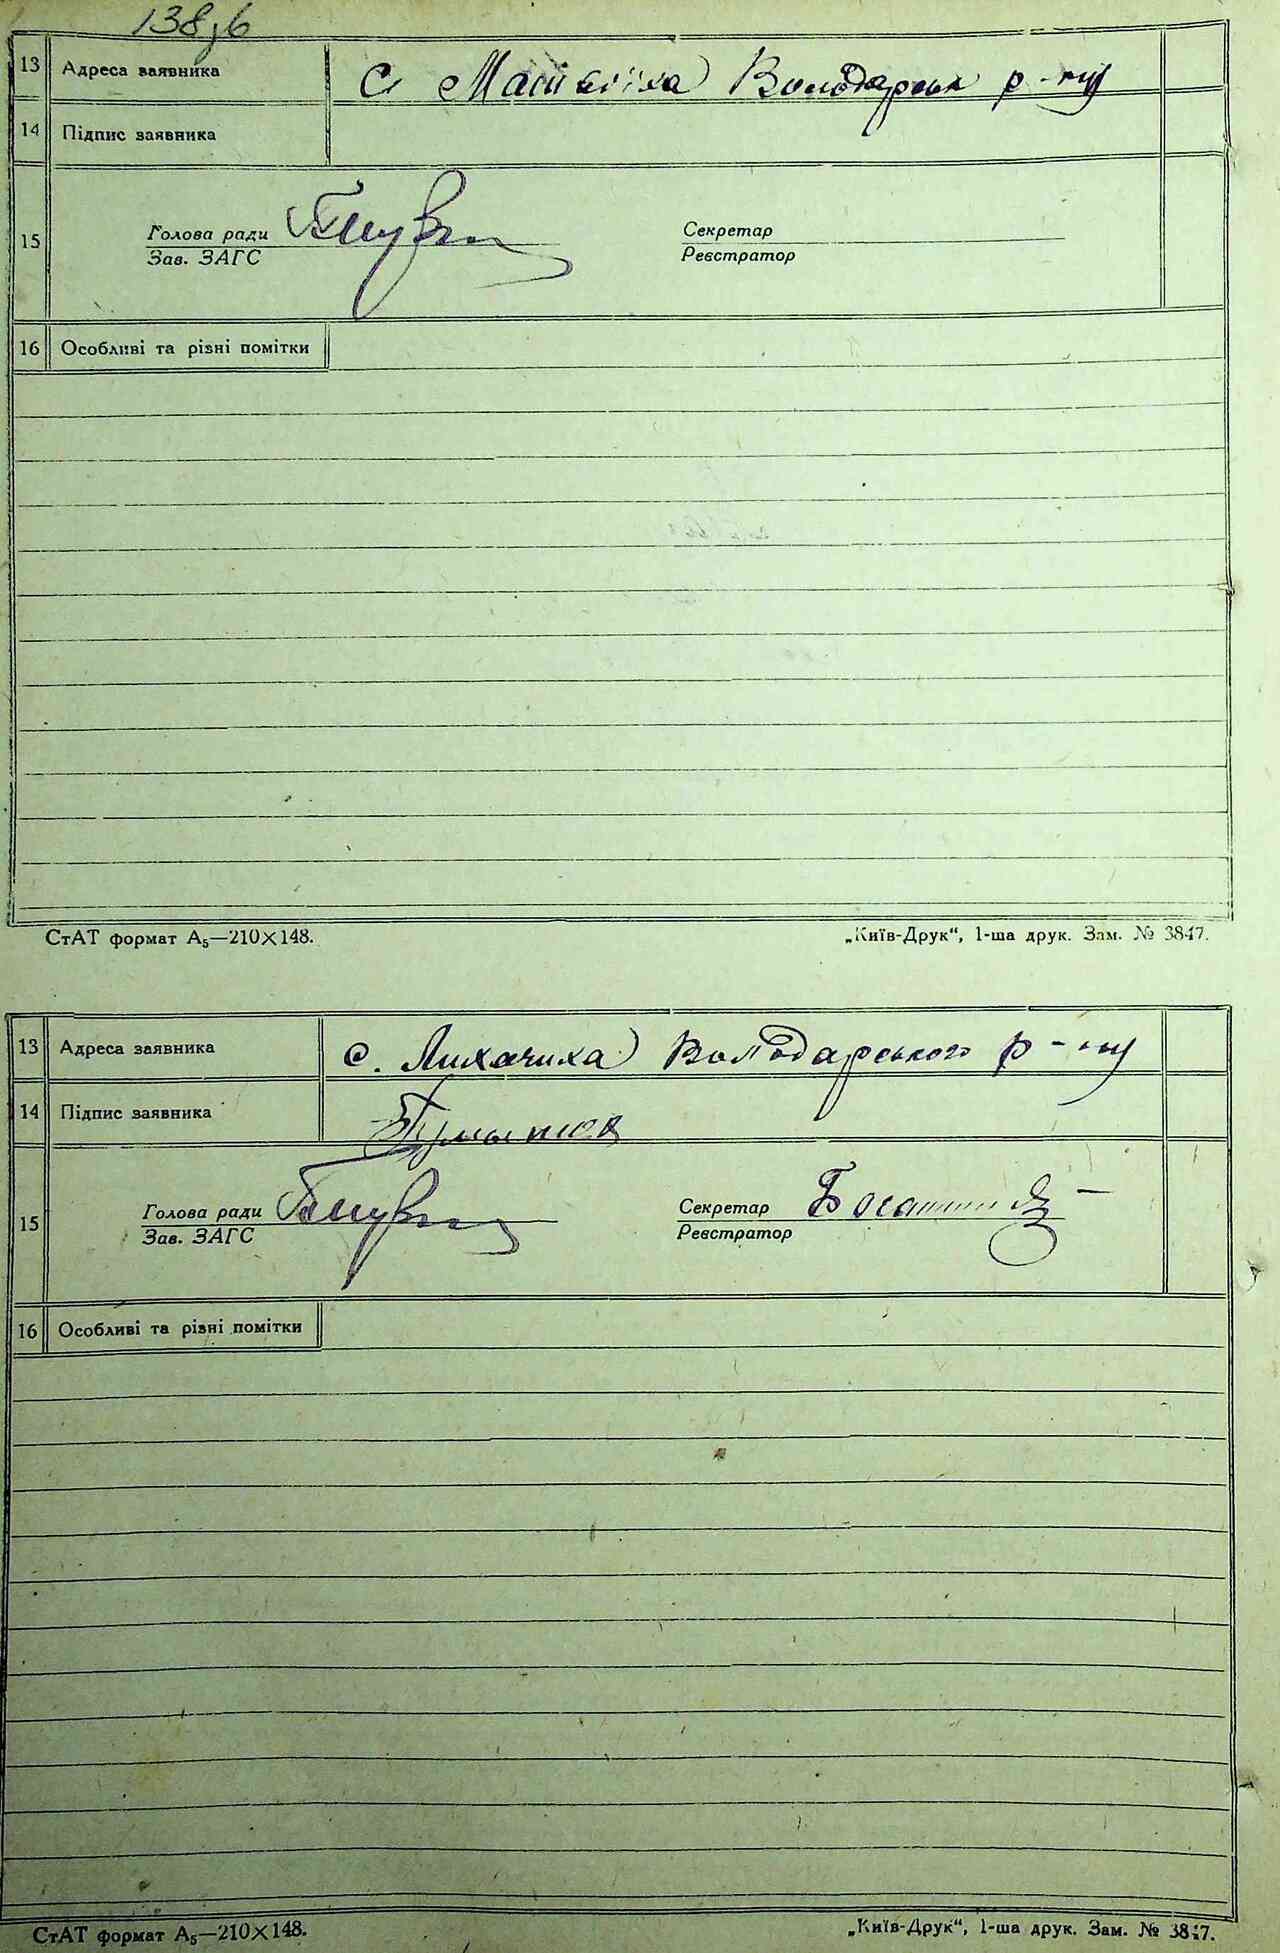 138
13 Адреса заявника с Володарськ р-ну
14 Підпис заявника
15 Голова ради Секретар
Зав. ЗАГС Реєстратор
16 Особливі та різні помітки
СтАТ формат А₅—210×148. „Київ-Друк“, 1-ша друк. Зам. № 3847.
13 Адреса заявника с. Лихачиха Володарського р-ну
14 Підпис заявника
15 Голова ради Секретар
Зав. ЗАГС Реєстратор
16 Особливі та різні помітки
СтАТ формат А₅—210×148. „Київ-Друк“, 1-ша друк. Зам. № 3847.